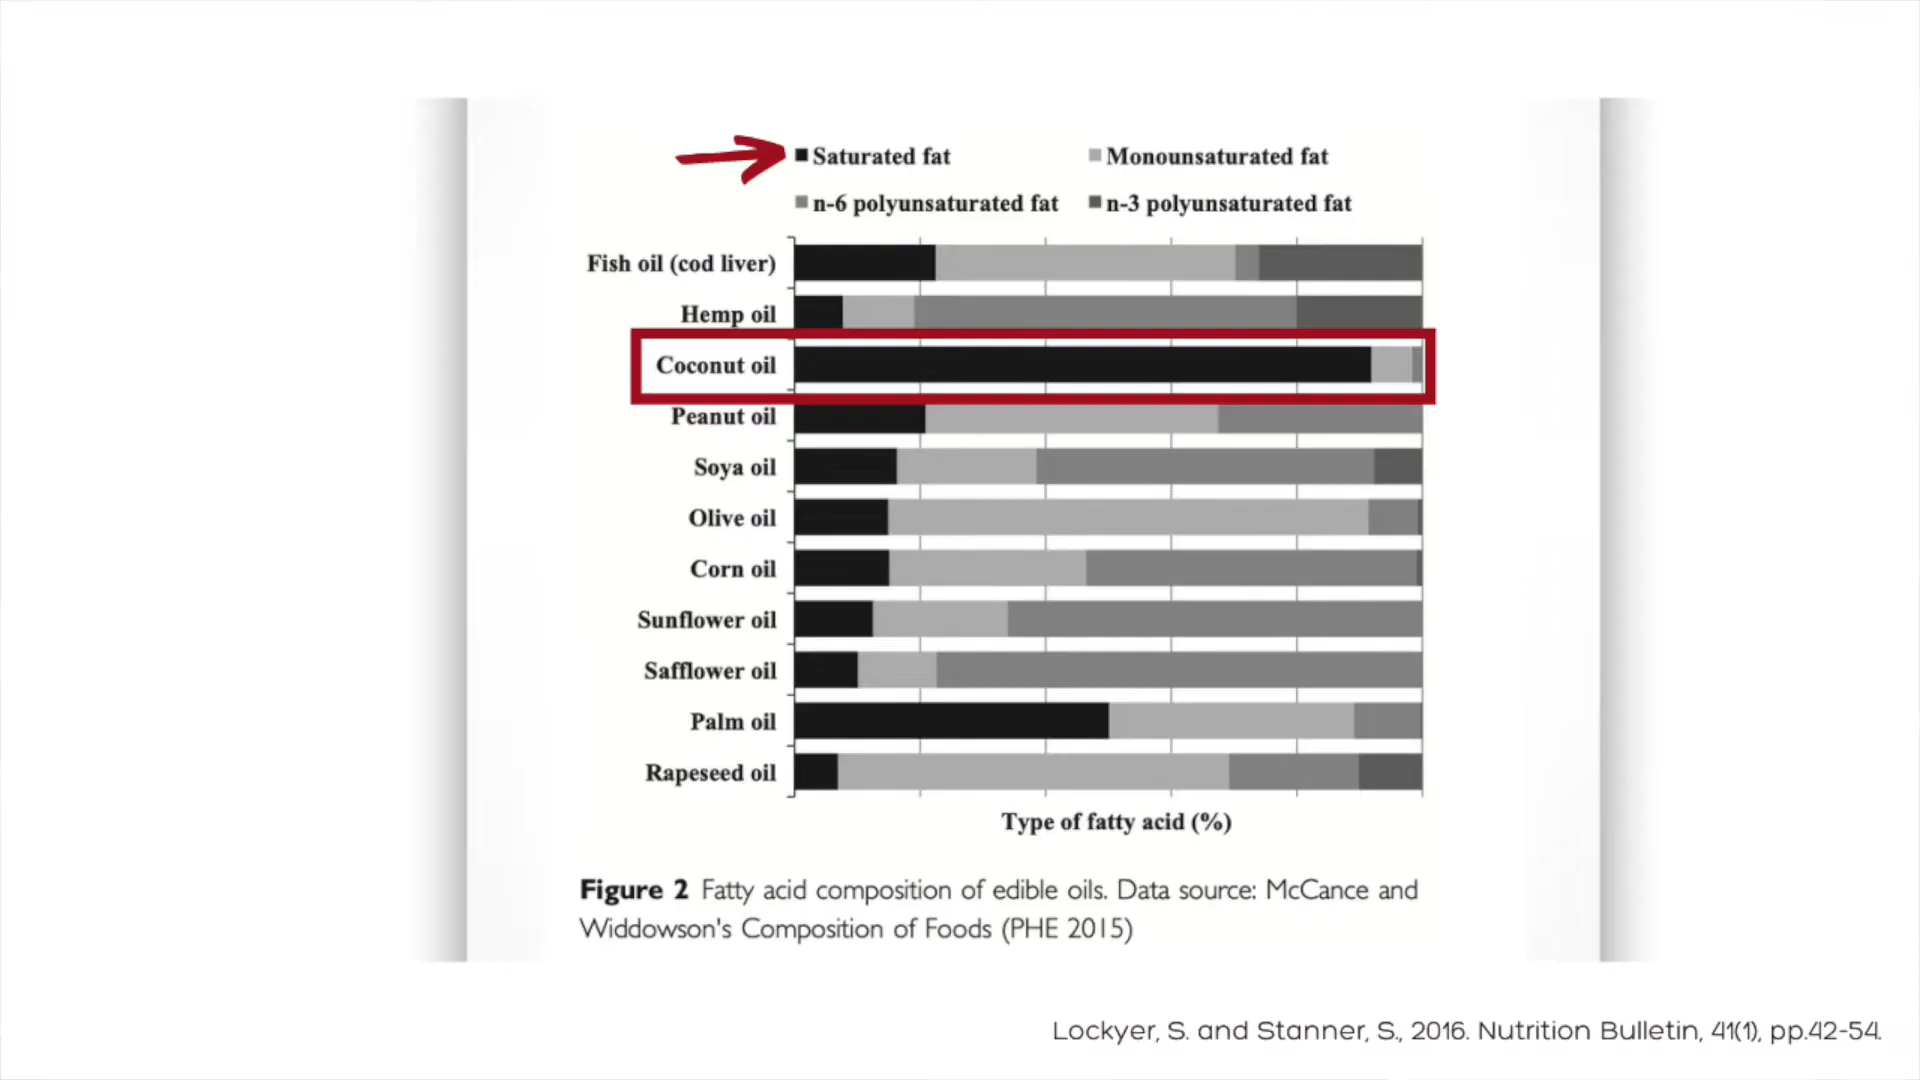 Saturated fat Monounsaturated fat
n-6 polyunsaturated fat n-3 polyunsaturated fat
Fish oil (cod liver)
Hemp oil
Coconut oil
Peanut oil
Soya oil
Olive oil
Corn oil
Sunflower oil
Safflower oil
Palm oil
Rapeseed oil
Type of fatty acid (%)
Figure 2 Fatty acid composition of edible oils. Data source: McCance and
Widdowson's Composition of Foods (PHE 2015)
Lockyer, S. and Stanner, S., 2016. Nutrition Bulletin, 41(1), pp.42-54.